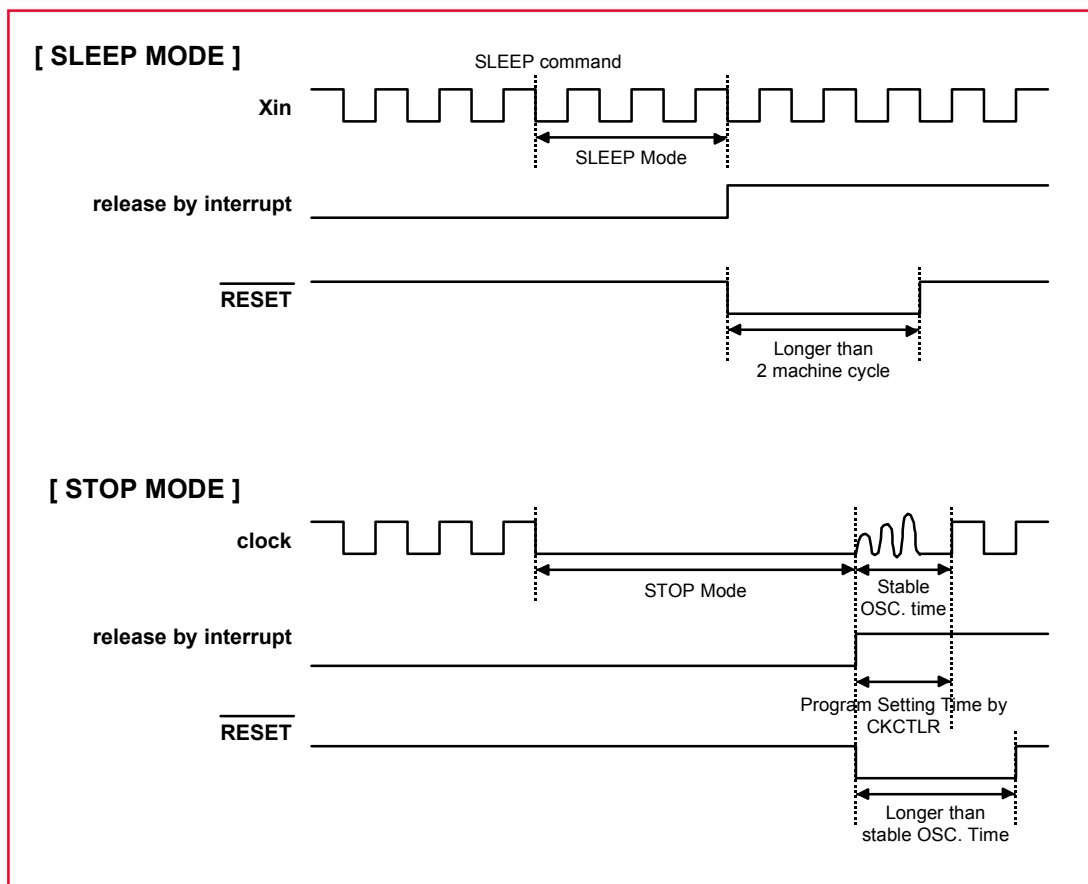 [ SLEEP MODE ]
SLEEP command
Xin
SLEEP Mode
release by interrupt
RESET
Longer than
2 machine cycle
[ STOP MODE ]
clock
STOP Mode
Stable
OSC. time
release by interrupt
Program Setting Time by
CKCTLR
RESET
Longer than
stable OSC. Time